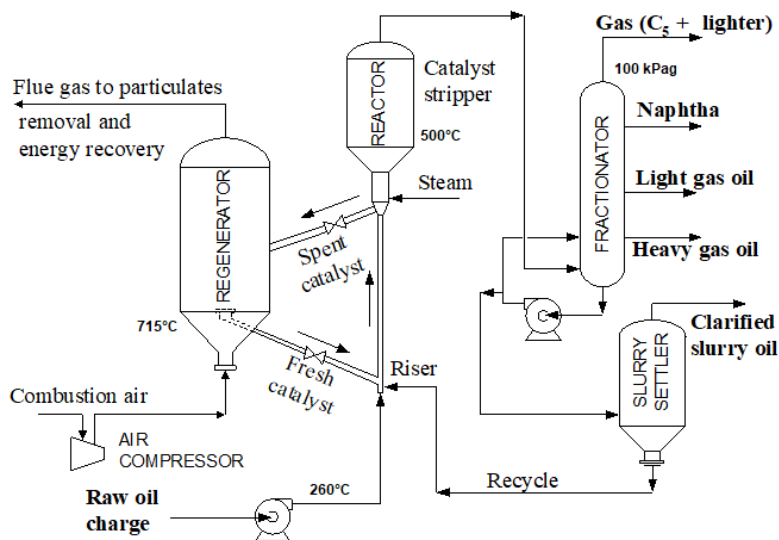 Gas (C₅ + lighter)
100 kPag
Flue gas to particulates
removal and
energy recovery
REACTOR
Catalyst
stripper
500°C
Naphtha
FRACTIONATOR
Light gas oil
Steam
REGENERATOR
Spent
catalyst
Heavy gas oil
715°C
Clarified
slurry oil
Fresh
catalyst
Riser
SLURRY
SETTLER
Combustion air
AIR
COMPRESSOR
Recycle
260°C
Raw oil
charge